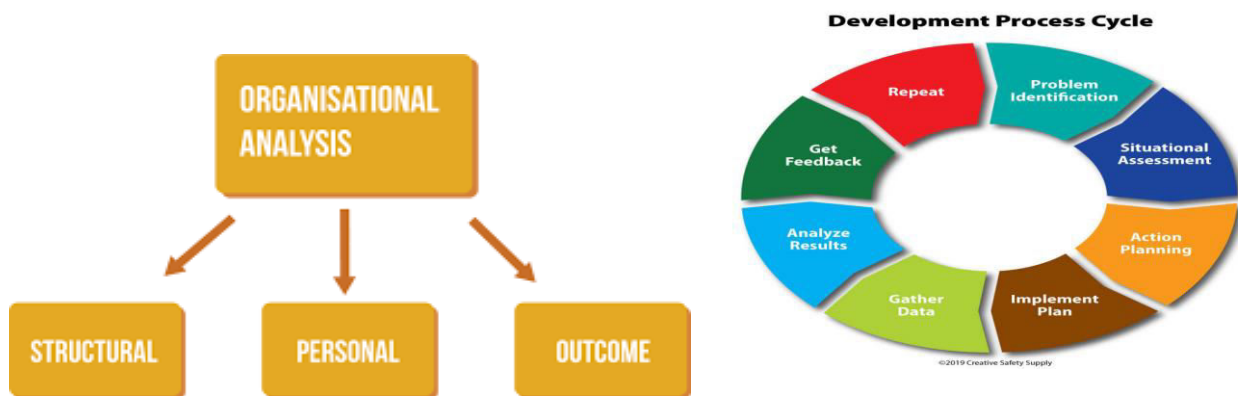 ORGANISATIONAL
ANALYSIS
STRUCTURAL
PERSONAL
OUTCOME
Development Process Cycle
Problem
Identification
Situational
Assessment
Action
Planning
Implement
Plan
Gather
Data
Analyze
Results
Get
Feedback
Repeat
©2019 Creative Safety Supply